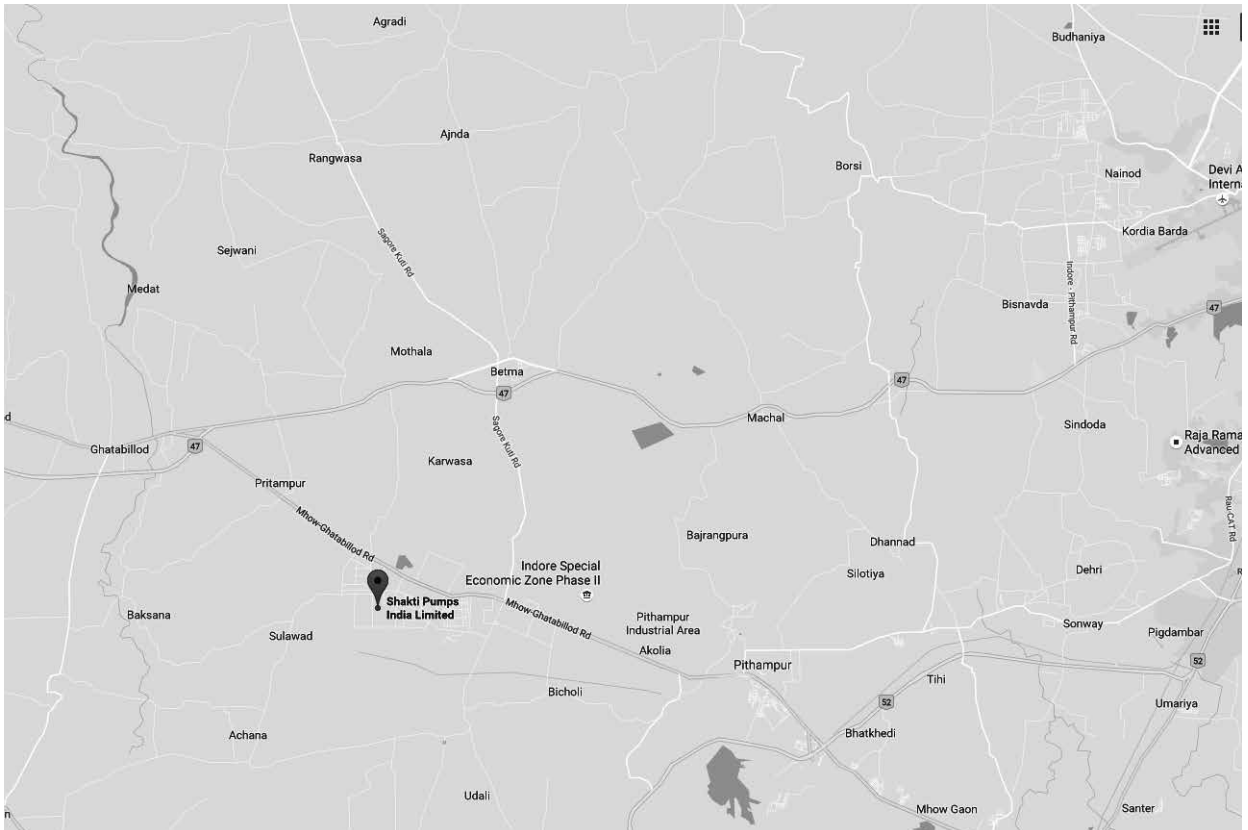 Agradi
Budhaniya
Ajnda
Rangwasa
Borsi
Nainod
Devi A
Interna
Kordia Barda
Sejwani
Sagore Kuti Rd
Medat
Indore - Pithampur Rd
Bisnavda
47
Mothala
Betma
47
47
Machal
Sindoda
Raja Rama
Advanced
Ghatabillod
47
Sagore Kuti Rd
Karwasa
Pritampur
Mhow-Ghatabillod Rd
Rau CAT Rd
Bajrangpura
Dhannad
Indore Special
Economic Zone Phase II
Silotiya
Dehri
Shakti Pumps
India Limited
Mhow-Ghatabillod Rd
Baksana
Sulawad
Pithampur
Industrial Area
Akolia
Sonway
Pigdambar
Pithampur
52
Tihi
Bicholi
52
Umariya
Achana
Bhatkhedi
Udali
Mhow Gaon
Santer